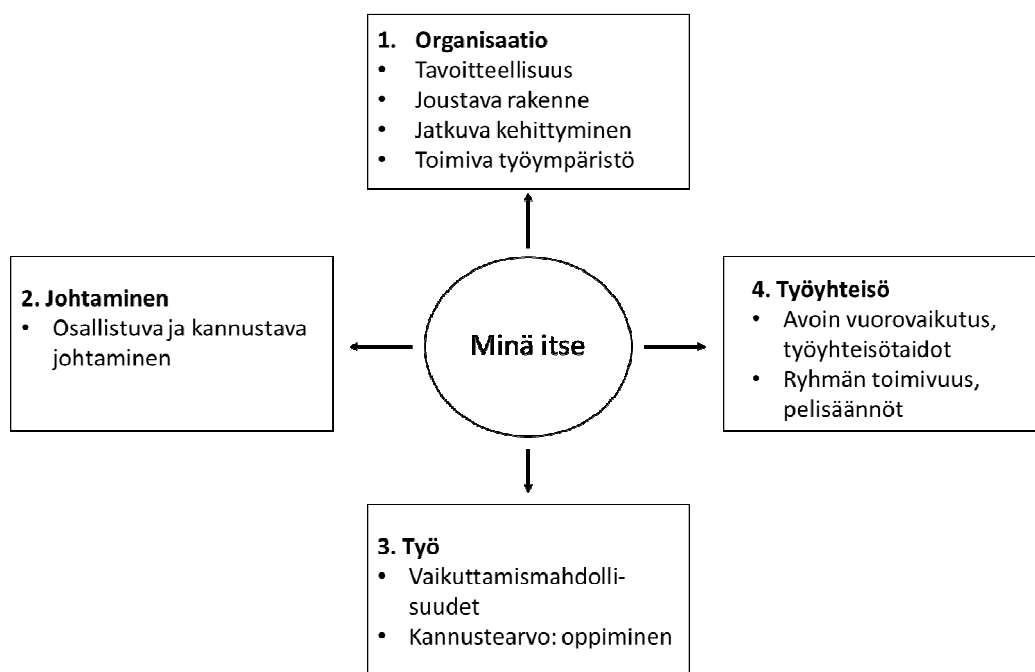 1. Organisaatio
• Tavoitteellisuus
• Joustava rakenne
• Jatkuva kehittyminen
• Toimiva työympäristö
2. Johtaminen
• Osallistuva ja kannustava
johtaminen
Minä itse
4. Työyhteisö
• Avoin vuorovaikutus,
työyhteisötaidot
• Ryhmän toimivuus,
pelisäännöt
3. Työ
• Vaikuttamismahdolli-
suudet
• Kannustearvo: oppiminen